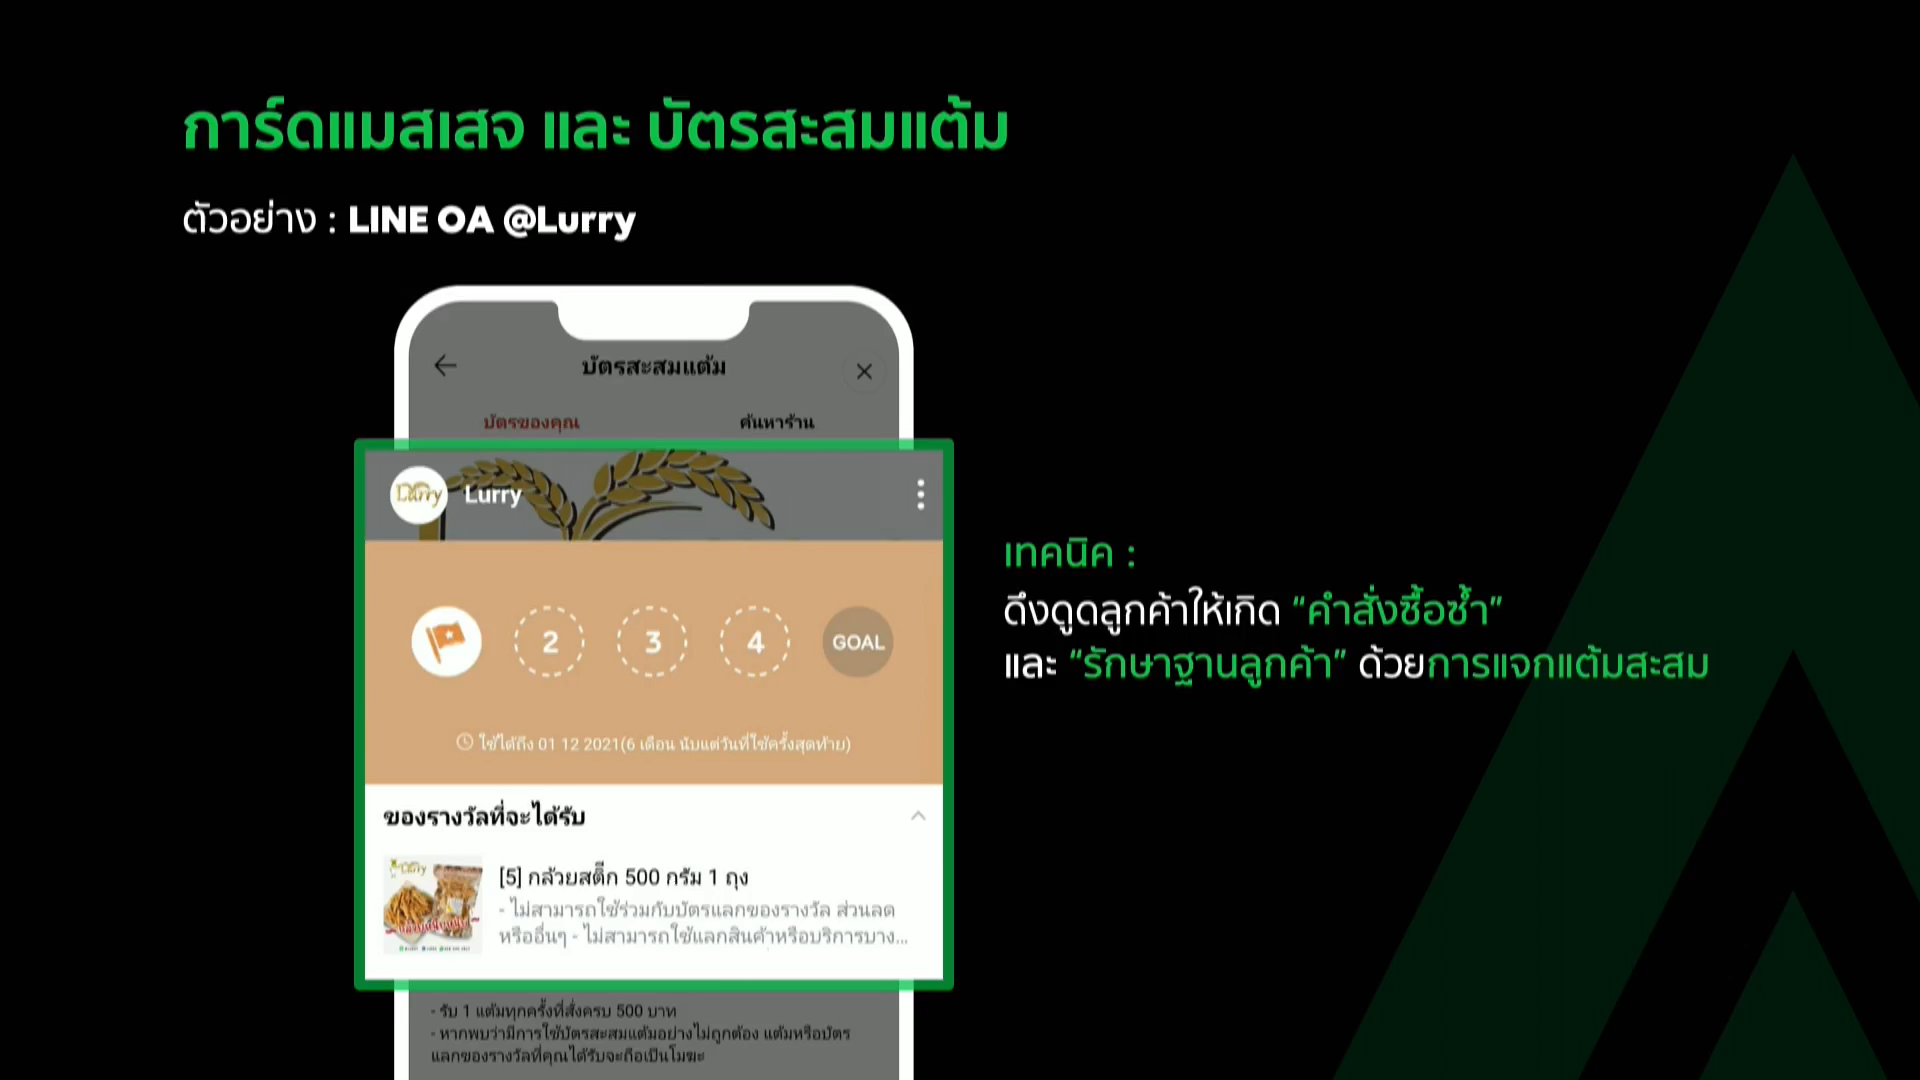 การ์ดแมสเสจ และ บัตรสะสมแต้ม
ตัวอย่าง : LINE OA @Lurry
บัตรสะสมแต้ม
บัตรของคุณ
ค้นหาร้าน
Lurry
Lurry
2
3
4
GOAL
ใช้ได้ถึง 01 12 2021(6 เดือน นับแต่วันที่ใช้ครั้งสุดท้าย)
ของรางวัลที่จะได้รับ
Lurry
[5] กล้วยสติ๊ก 500 กรัม 1 ถุง
- ไม่สามารถใช้ร่วมกับบัตรแลกของรางวัล ส่วนลด
หรืออื่นๆ - ไม่สามารถใช้แลกสินค้าหรือบริการบาง...
- รับ 1 แต้มทุกครั้งที่สั่งครบ 500 บาท
- หากพบว่ามีการใช้บัตรสะสมแต้มอย่างไม่ถูกต้อง แต้มหรือบัตร
แลกของรางวัลที่คุณได้รับจะถือเป็นโมฆะ
เทคนิค :
ดึงดูดลูกค้าให้เกิด “คำสั่งซื้อซ้ำ”
และ “รักษาฐานลูกค้า” ด้วยการแจกแต้มสะสม